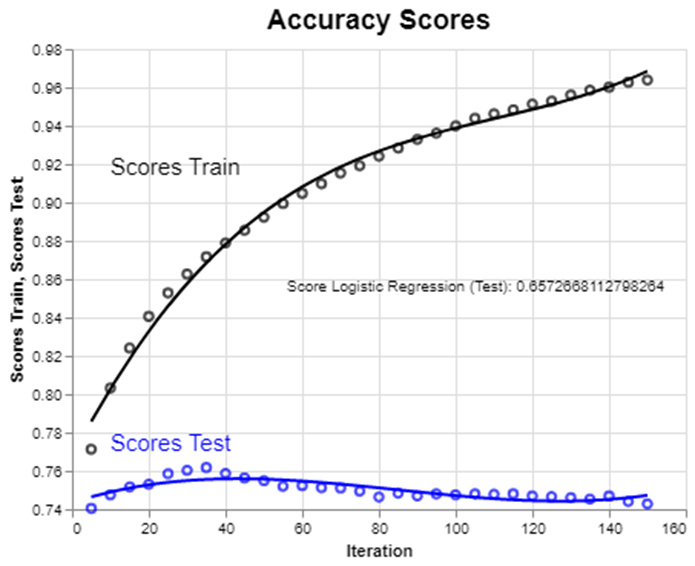 Accuracy Scores
0.98
0.96
0.94
0.92
0.90
0.88
0.86
0.84
0.82
0.80
0.78
0.76
0.74
Scores Train, Scores Test
Scores Train
Score Logistic Regression (Test): 0.6572668112798264
Scores Test
0 20 40 60 80 100 120 140 160
Iteration